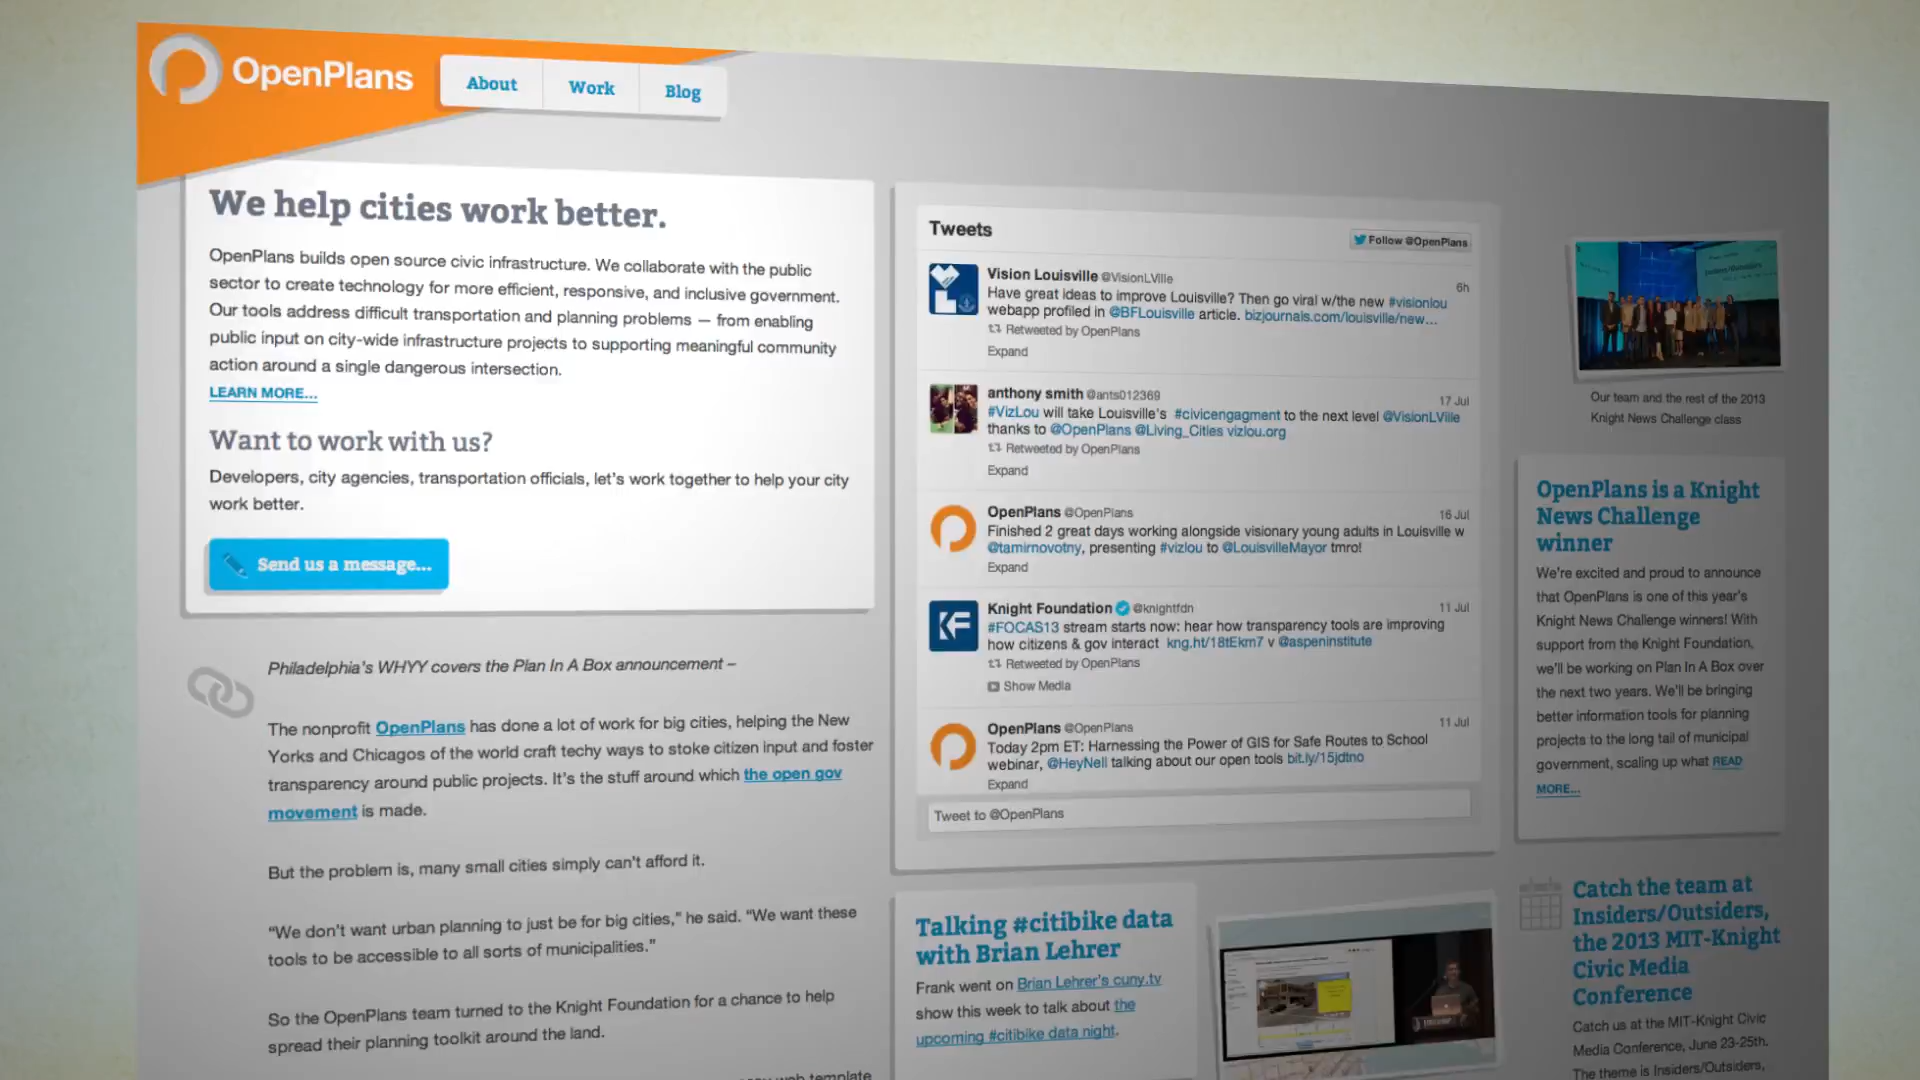 OpenPlans
About
Work
Blog
We help cities work better.
OpenPlans builds open source civic infrastructure. We collaborate with the public
sector to create technology for more efficient, responsive, and inclusive government.
Our tools address difficult transportation and planning problems — from enabling
public input on city-wide infrastructure projects to supporting meaningful community
action around a single dangerous intersection.
LEARN MORE...
Want to work with us?
Developers, city agencies, transportation officials, let's work together to help your city
work better.
Send us a message...
Philadelphia's WHYY covers the Plan In A Box announcement –
The nonprofit OpenPlans has done a lot of work for big cities, helping the New
Yorks and Chicagos of the world craft techy ways to stoke citizen input and foster
transparency around public projects. It's the stuff around which the open gov
movement is made.
But the problem is, many small cities simply can't afford it.
“We don't want urban planning to just be for big cities,” he said. “We want these
tools to be accessible to all sorts of municipalities.”
So the OpenPlans team turned to the Knight Foundation for a chance to help
spread their planning toolkit around the land.
web template
Tweets
Follow @OpenPlans
Vision Louisville @VisionLVille
6h
Have great ideas to improve Louisville? Then go viral w/the new #visionlou
webapp profiled in @BFLouisville article. bizjournals.com/louisville/new...
Retweeted by OpenPlans
Expand
anthony smith @ants012369
17 Jul
#VizLou will take Louisville's #civicengagment to the next level @VisionLVille
thanks to @OpenPlans @Living_Cities vizlou.org
Retweeted by OpenPlans
Expand
OpenPlans @OpenPlans
16 Jul
Finished 2 great days working alongside visionary young adults in Louisville w
@tamirnovotny, presenting #vizlou to @LouisvilleMayor tmro!
Expand
Knight Foundation @knightfdn
11 Jul
#FOCAS13 stream starts now: hear how transparency tools are improving
how citizens & gov interact kng.ht/18tEkm7 v @aspeninstitute
Retweeted by OpenPlans
Show Media
OpenPlans @OpenPlans
11 Jul
Today 2pm ET: Harnessing the Power of GIS for Safe Routes to School
webinar, @HeyNell talking about our open tools bit.ly/15jdtno
Expand
Tweet to @OpenPlans
Talking #citibike data
with Brian Lehrer
Frank went on Brian Lehrer's cuny.tv
show this week to talk about the
upcoming #citibike data night.
Our team and the rest of the 2013
Knight News Challenge class
OpenPlans is a Knight
News Challenge
winner
We're excited and proud to announce
that OpenPlans is one of this year's
Knight News Challenge winners! With
support from the Knight Foundation,
we'll be working on Plan In A Box over
the next two years. We'll be bringing
better information tools for planning
projects to the long tail of municipal
government, scaling up what READ
MORE...
Catch the team at
Insiders/Outsiders,
the 2013 MIT-Knight
Civic Media
Conference
Catch us at the MIT-Knight Civic
Media Conference, June 23-25th.
The theme is Insiders/Outsiders,